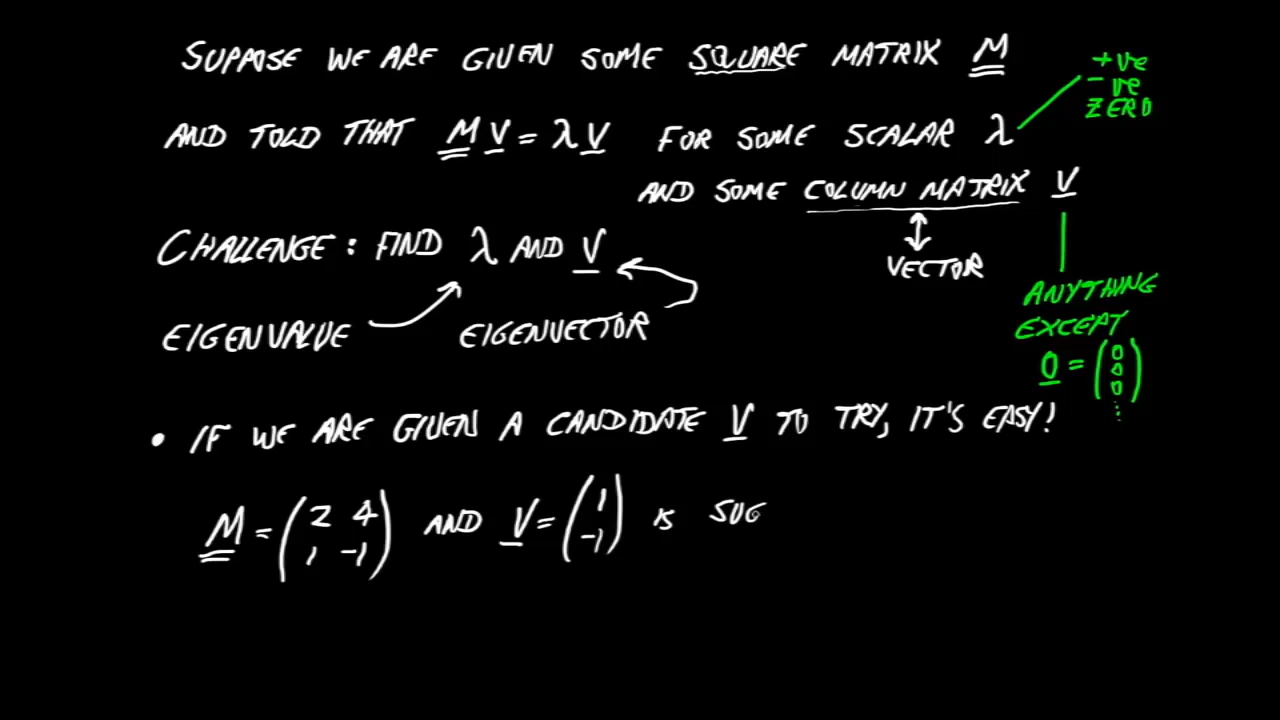 SUPPOSE WE ARE GIVEN SOME SQUARE MATRIX M
+ve
-ve
ZERO
AND TOLD THAT M V = λ V FOR SOME SCALAR λ
AND SOME COLUMN MATRIX V
VECTOR
CHALLENGE: FIND λ AND V
EIGENVALUE EIGENVECTOR
ANYTHING
EXCEPT
0 = (0 0 0 ⋮)
• IF WE ARE GIVEN A CANDIDATE V TO TRY, IT'S EASY!
M = (2 4
1 -1) AND V = (1
-1) IS SUG